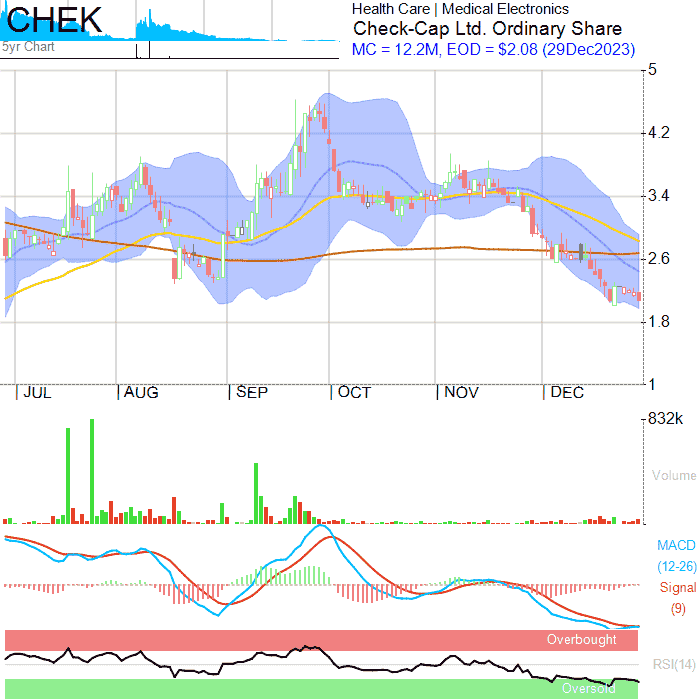 CHEK
5yr Chart
Health Care | Medical Electronics
Check-Cap Ltd. Ordinary Share
MC = 12.2M, EOD = $2.08 (29Dec2023)
5
4.2
3.4
2.6
1.8
1
JUL AUG SEP OCT NOV DEC
832k
Volume
MACD
(12-26)
Signal
(9)
Overbought
RSI(14)
Oversold